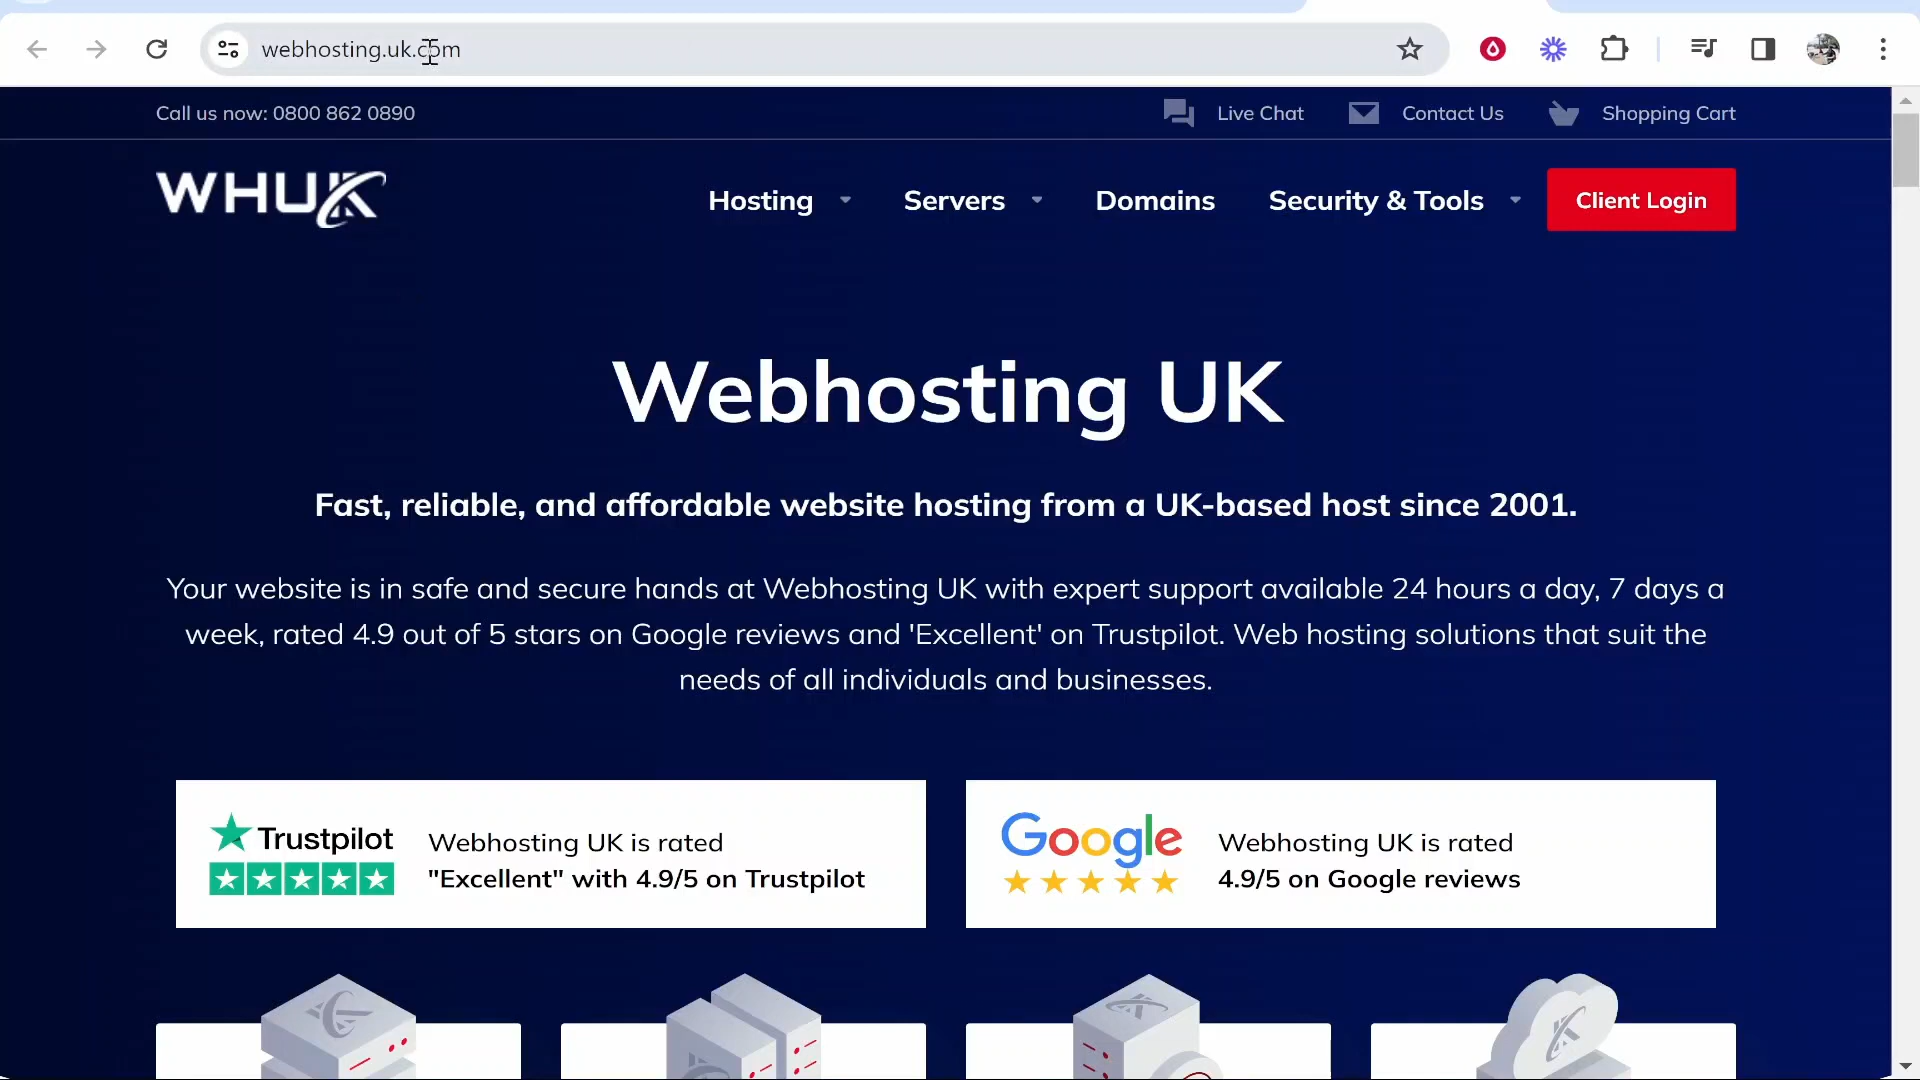 webhosting.uk.com
Call us now: 0800 862 0890
Live Chat
Contact Us
Shopping Cart
WHUK
Hosting
Servers
Domains
Security & Tools
Client Login
Webhosting UK
Fast, reliable, and affordable website hosting from a UK-based host since 2001.
Your website is in safe and secure hands at Webhosting UK with expert support available 24 hours a day, 7 days a
week, rated 4.9 out of 5 stars on Google reviews and 'Excellent' on Trustpilot. Web hosting solutions that suit the
needs of all individuals and businesses.
Trustpilot
Webhosting UK is rated
"Excellent" with 4.9/5 on Trustpilot
Google
Webhosting UK is rated
4.9/5 on Google reviews